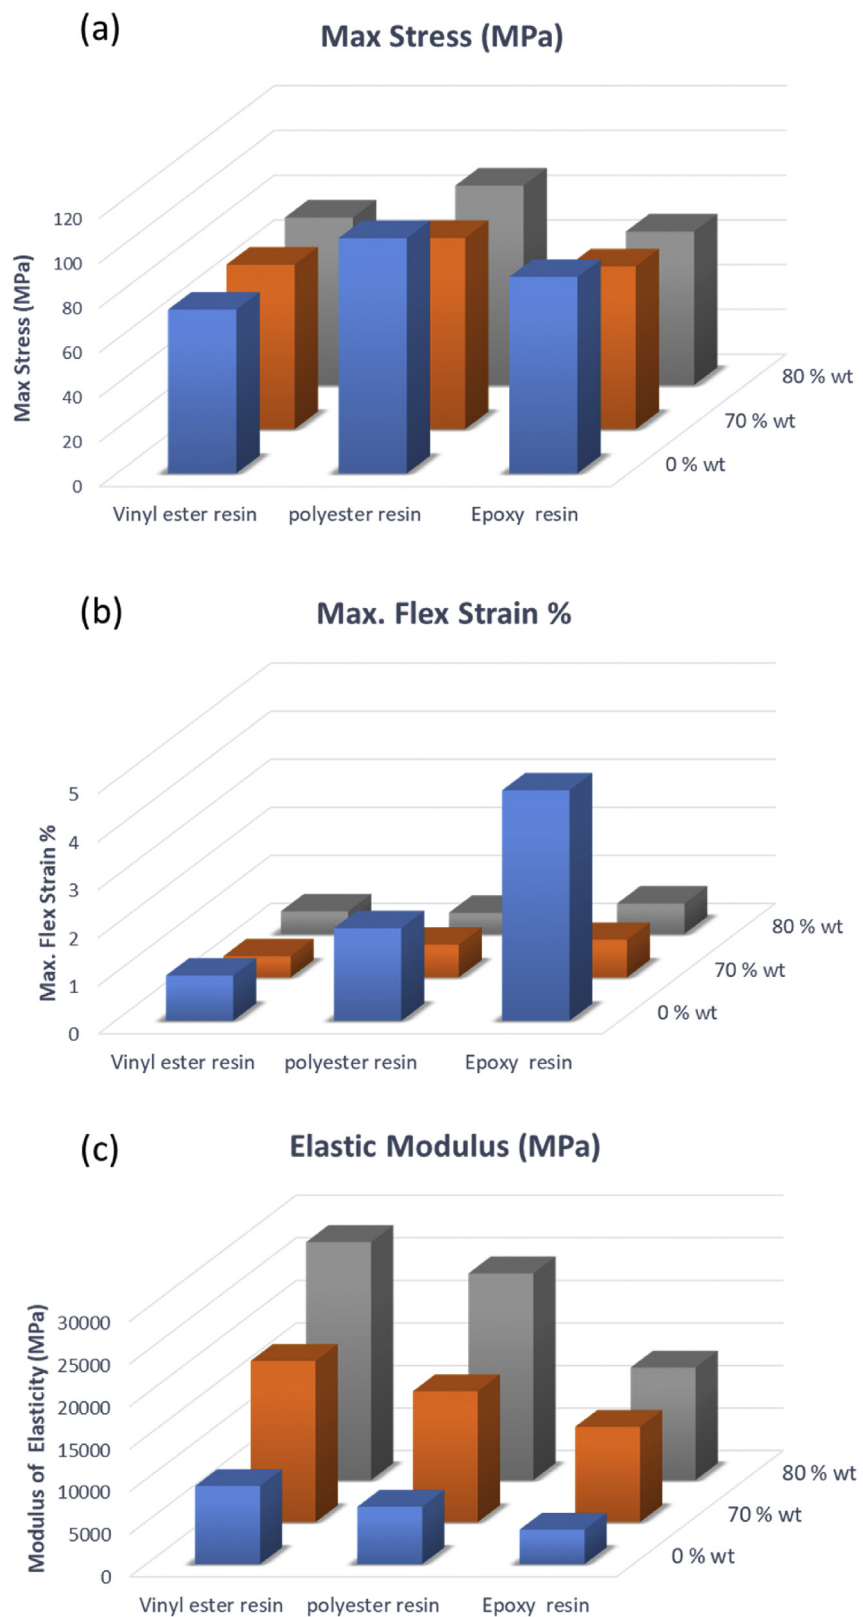 (a)
Max Stress (MPa)
Max Stress (MPa)
120
100
80
60
40
20
0
80 % wt
70 % wt
0 % wt
Vinyl ester resin polyester resin Epoxy resin
(b)
Max. Flex Strain %
Max. Flex Strain %
5
4
3
2
1
0
80 % wt
70 % wt
0 % wt
Vinyl ester resin polyester resin Epoxy resin
(c)
Elastic Modulus (MPa)
Modulus of Elasticity (MPa)
30000
25000
20000
15000
10000
5000
0
80 % wt
70 % wt
0 % wt
Vinyl ester resin polyester resin Epoxy resin